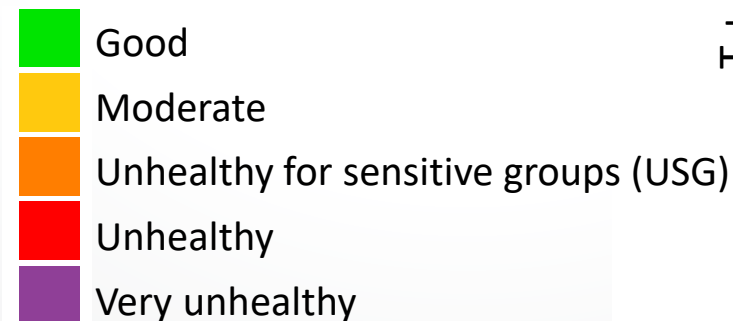 Good
Moderate
Unhealthy for sensitive groups (USG)
Unhealthy
Very unhealthy